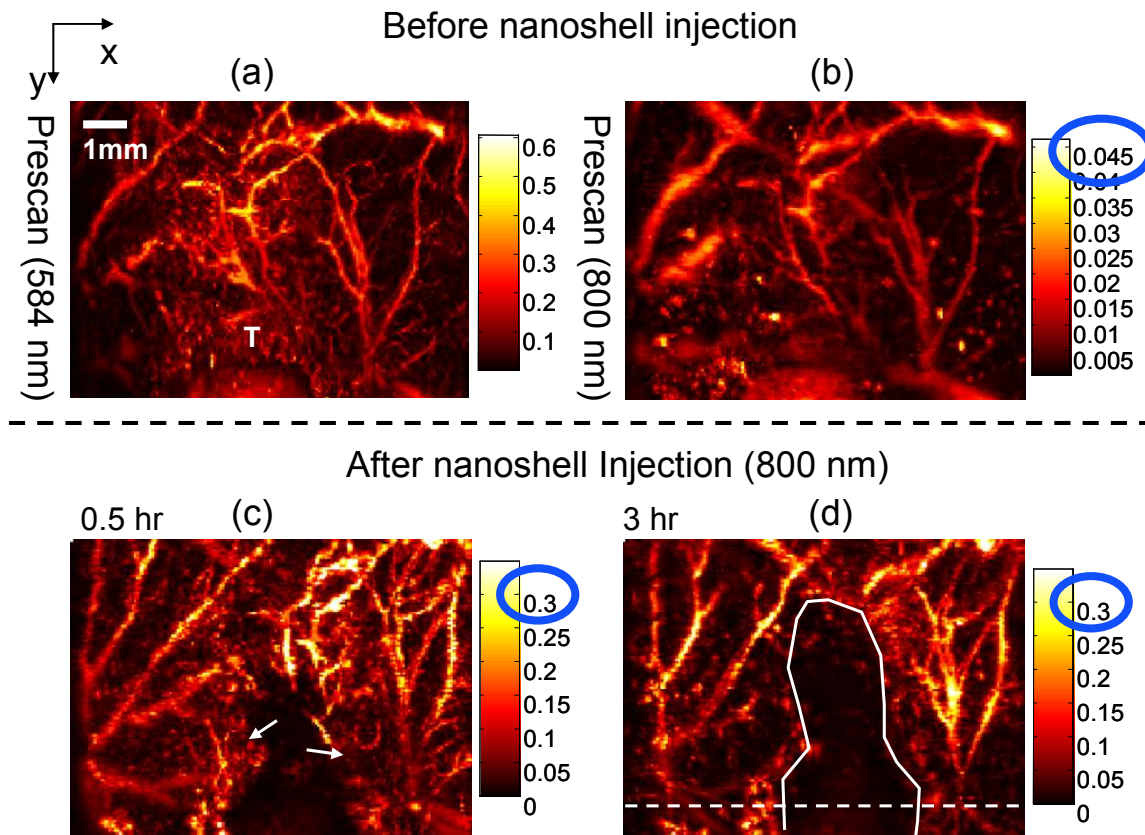 Before nanoshell injection
x
y
(a)
(b)
Prescan (584 nm)
1mm
T
0.6
0.5
0.4
0.3
0.2
0.1
Prescan (800 nm)
0.045
0.04
0.035
0.03
0.025
0.02
0.015
0.01
0.005
After nanoshell Injection (800 nm)
0.5 hr
(c)
0.3
0.25
0.2
0.15
0.1
0.05
0
3 hr
(d)
0.3
0.25
0.2
0.15
0.1
0.05
0